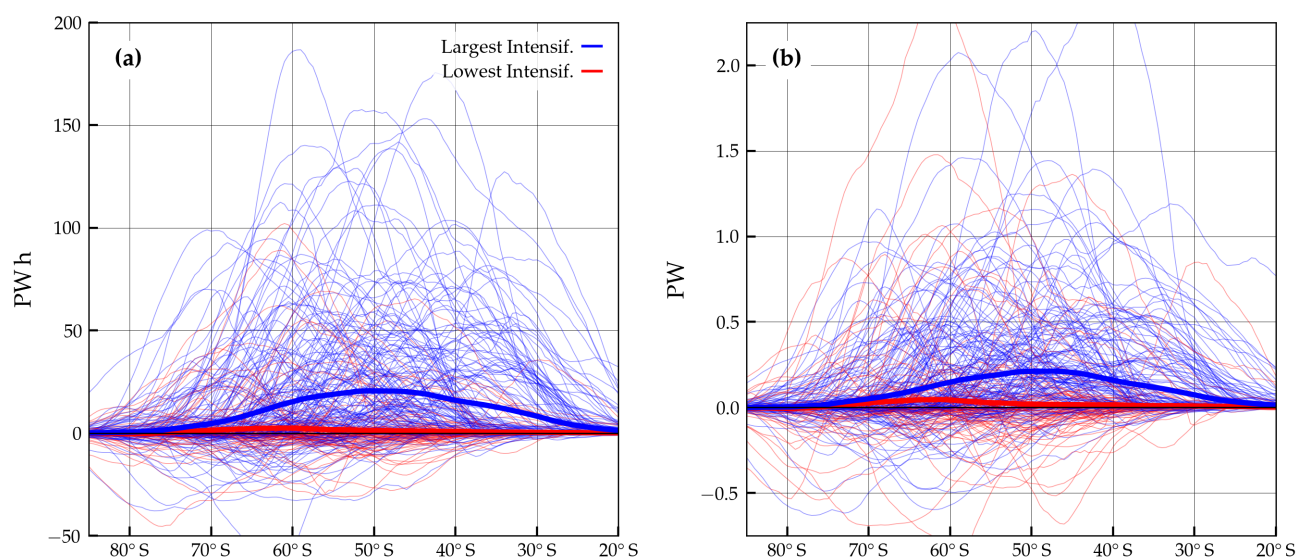 (a)
Largest Intensif.
Lowest Intensif.
PW h
200
150
100
50
0
−50
80° S 70° S 60° S 50° S 40° S 30° S 20° S
(b)
PW
2.0
1.5
1.0
0.5
0.0
−0.5
80° S 70° S 60° S 50° S 40° S 30° S 20° S